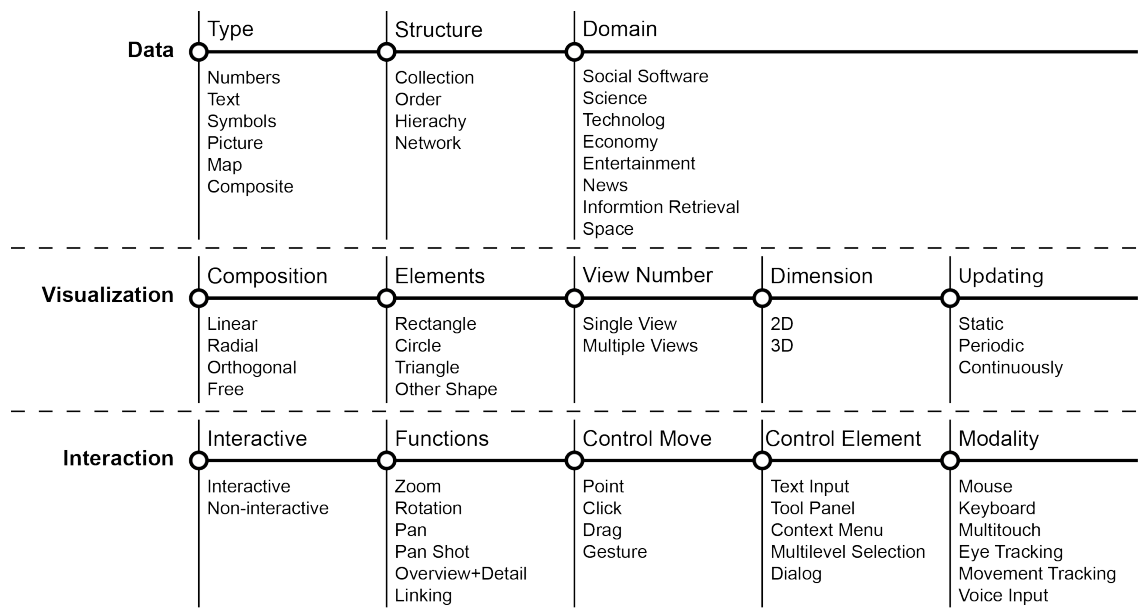 Data
Type
Numbers
Text
Symbols
Picture
Map
Composite
Structure
Collection
Order
Hierachy
Network
Domain
Social Software
Science
Technolog
Economy
Entertainment
News
Informtion Retrieval
Space
Visualization
Composition
Linear
Radial
Orthogonal
Free
Elements
Rectangle
Circle
Triangle
Other Shape
View Number
Single View
Multiple Views
Dimension
2D
3D
Updating
Static
Periodic
Continuously
Interaction
Interactive
Interactive
Non-interactive
Functions
Zoom
Rotation
Pan
Pan Shot
Overview+Detail
Linking
Control Move
Point
Click
Drag
Gesture
Control Element
Text Input
Tool Panel
Context Menu
Multilevel Selection
Dialog
Modality
Mouse
Keyboard
Multitouch
Eye Tracking
Movement Tracking
Voice Input